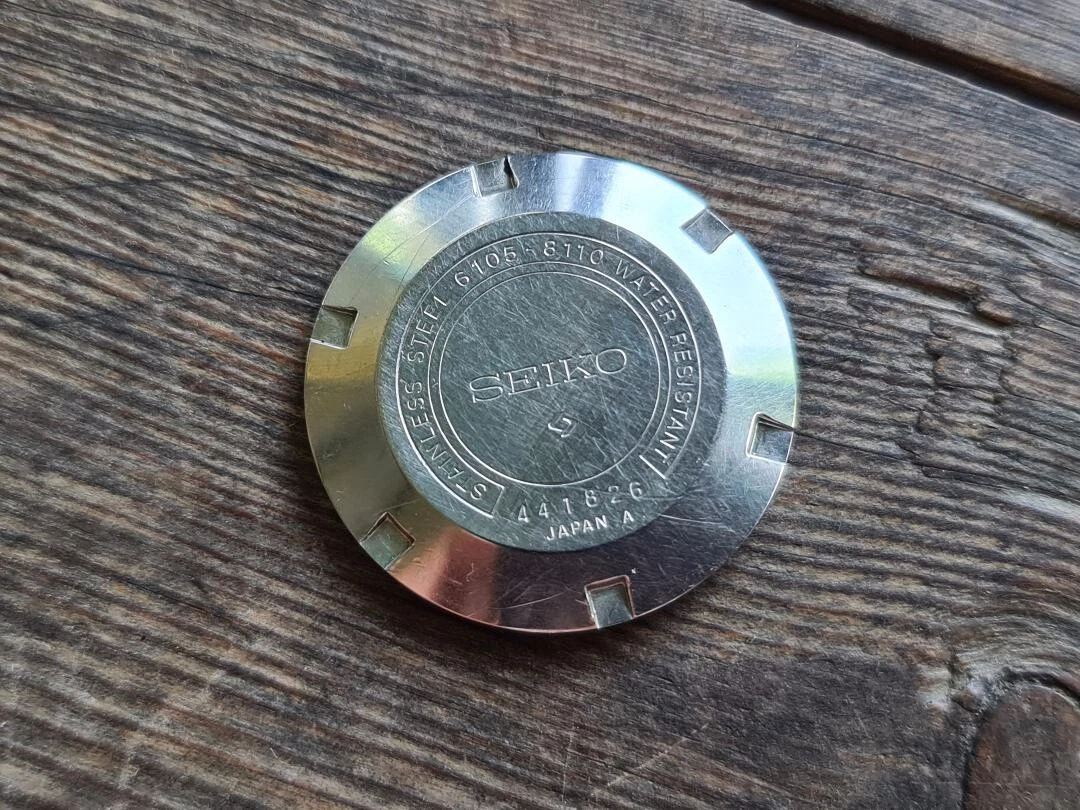 STAINLESS STEEL 6105-8110 WATER RESISTANT
SEIKO
441826
JAPAN A